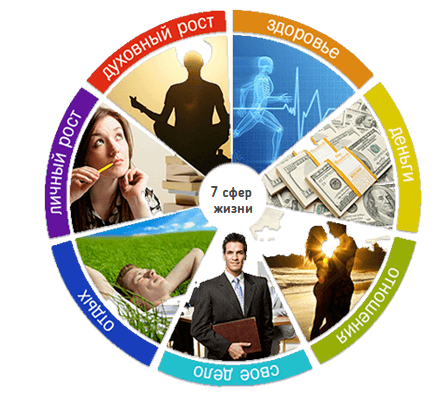 7 сфер
жизни
духовный рост
здоровье
деньги
отношения
свое дело
отдых
личный рост